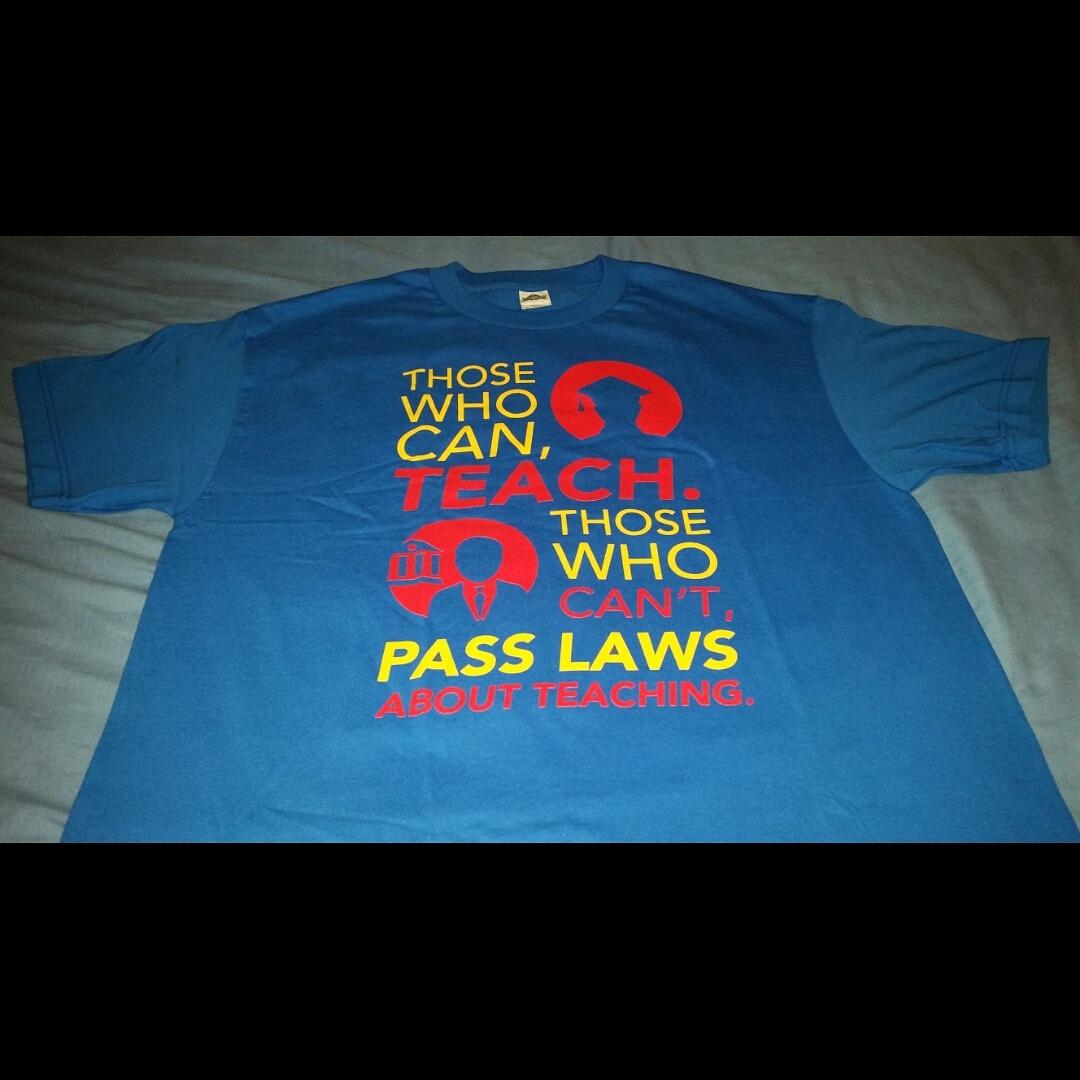 THOSE
WHO
CAN,
TEACH.
THOSE
WHO
CAN'T,
PASS LAWS
ABOUT TEACHING.